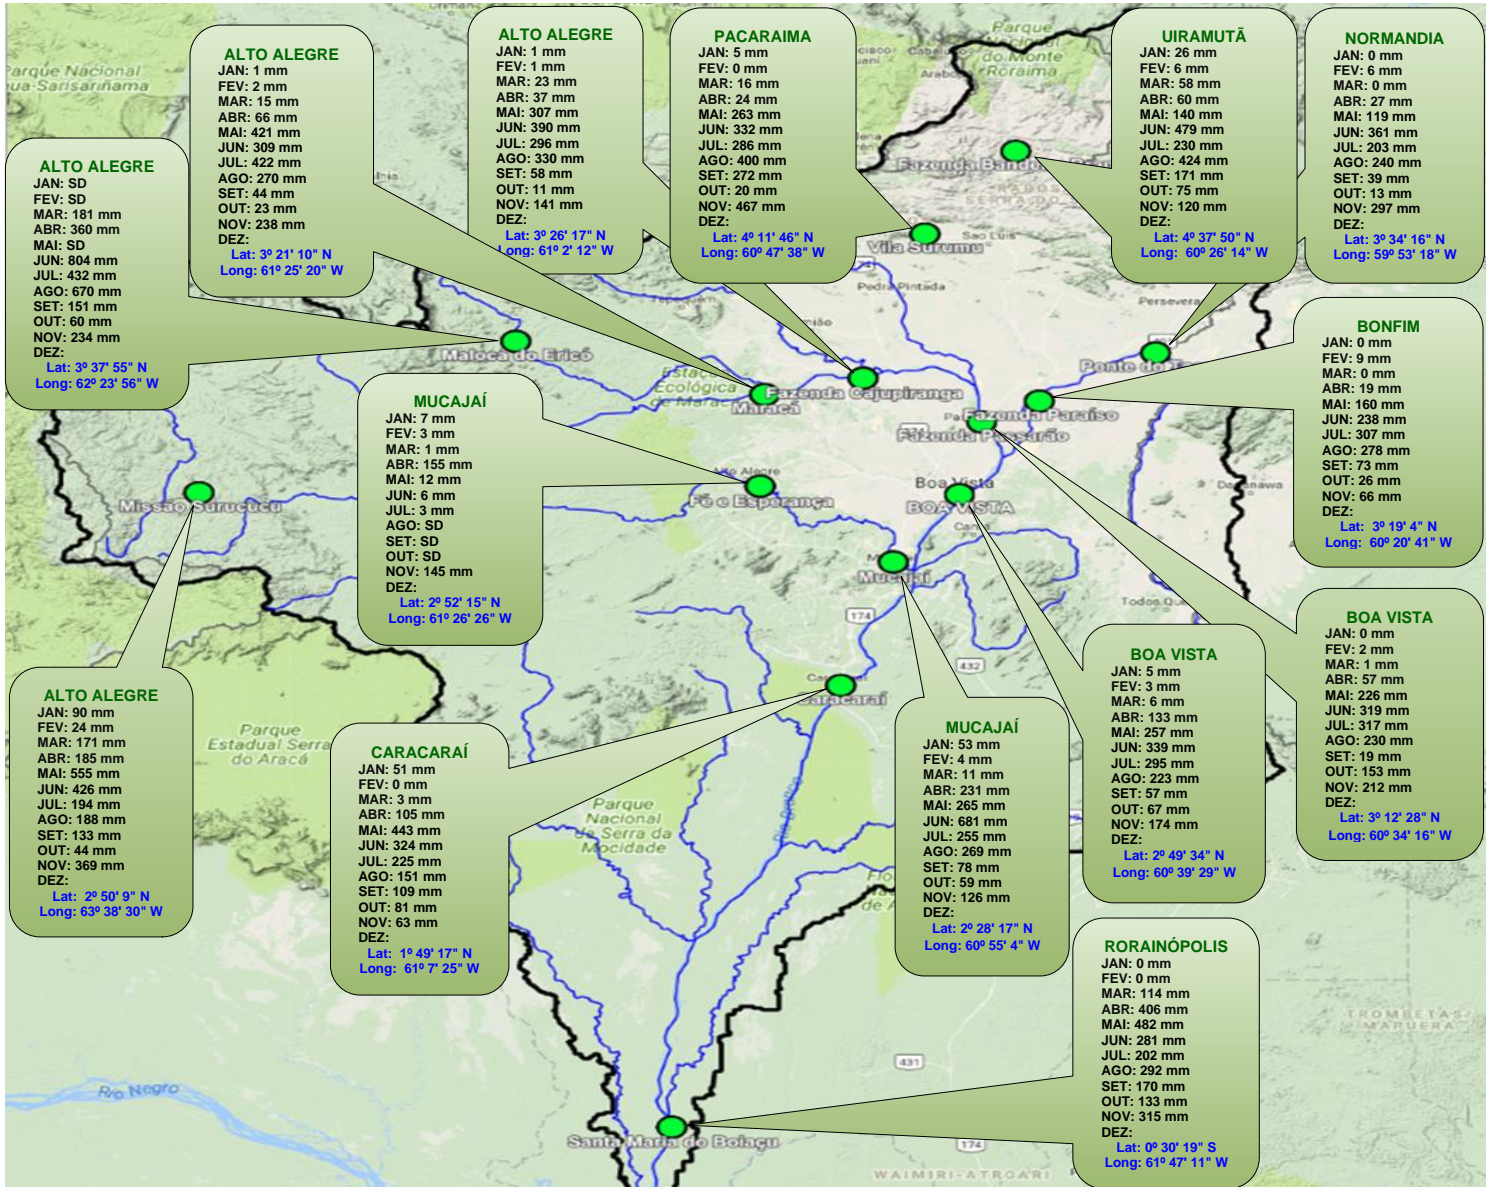 ALTO ALEGRE
JAN: SD
FEV: SD
MAR: 181 mm
ABR: 360 mm
MAI: SD
JUN: 804 mm
JUL: 432 mm
AGO: 670 mm
SET: 151 mm
OUT: 60 mm
NOV: 234 mm
DEZ:
Lat: 3º 37' 55" N
Long: 62º 23' 56" W
ALTO ALEGRE
JAN: 1 mm
FEV: 2 mm
MAR: 15 mm
ABR: 66 mm
MAI: 421 mm
JUN: 309 mm
JUL: 422 mm
AGO: 270 mm
SET: 44 mm
OUT: 23 mm
NOV: 238 mm
DEZ:
Lat: 3º 21' 10" N
Long: 61º 25' 20" W
ALTO ALEGRE
JAN: 1 mm
FEV: 1 mm
MAR: 23 mm
ABR: 37 mm
MAI: 307 mm
JUN: 390 mm
JUL: 296 mm
AGO: 330 mm
SET: 58 mm
OUT: 11 mm
NOV: 141 mm
DEZ:
Lat: 3º 26' 17" N
Long: 61º 2' 12" W
PACARAIMA
JAN: 5 mm
FEV: 0 mm
MAR: 16 mm
ABR: 24 mm
MAI: 263 mm
JUN: 332 mm
JUL: 286 mm
AGO: 400 mm
SET: 272 mm
OUT: 20 mm
NOV: 467 mm
DEZ:
Lat: 4º 11' 46" N
Long: 60º 47' 38" W
UIRAMUTÃ
JAN: 26 mm
FEV: 6 mm
MAR: 58 mm
ABR: 60 mm
MAI: 140 mm
JUN: 479 mm
JUL: 230 mm
AGO: 424 mm
SET: 171 mm
OUT: 75 mm
NOV: 120 mm
DEZ:
Lat: 4º 37' 50" N
Long: 60º 26' 14" W
NORMANDIA
JAN: 0 mm
FEV: 6 mm
MAR: 0 mm
ABR: 27 mm
MAI: 119 mm
JUN: 361 mm
JUL: 203 mm
AGO: 240 mm
SET: 39 mm
OUT: 13 mm
NOV: 297 mm
DEZ:
Lat: 3º 34' 16" N
Long: 59º 53' 18" W
BONFIM
JAN: 0 mm
FEV: 9 mm
MAR: 0 mm
ABR: 19 mm
MAI: 160 mm
JUN: 238 mm
JUL: 307 mm
AGO: 278 mm
SET: 73 mm
OUT: 26 mm
NOV: 66 mm
DEZ:
Lat: 3º 19' 4" N
Long: 60º 20' 41" W
MUCAJAÍ
JAN: 7 mm
FEV: 3 mm
MAR: 1 mm
ABR: 155 mm
MAI: 12 mm
JUN: 6 mm
JUL: 3 mm
AGO: SD
SET: SD
OUT: SD
NOV: 145 mm
DEZ:
Lat: 2º 52' 15" N
Long: 61º 26' 26" W
BOA VISTA
JAN: 0 mm
FEV: 2 mm
MAR: 1 mm
ABR: 57 mm
MAI: 226 mm
JUN: 319 mm
JUL: 317 mm
AGO: 230 mm
SET: 19 mm
OUT: 153 mm
NOV: 212 mm
DEZ:
Lat: 3º 12' 28" N
Long: 60º 34' 16" W
BOA VISTA
JAN: 5 mm
FEV: 3 mm
MAR: 6 mm
ABR: 133 mm
MAI: 257 mm
JUN: 339 mm
JUL: 295 mm
AGO: 223 mm
SET: 57 mm
OUT: 67 mm
NOV: 174 mm
DEZ:
Lat: 2º 49' 34" N
Long: 60º 39' 29" W
ALTO ALEGRE
JAN: 90 mm
FEV: 24 mm
MAR: 171 mm
ABR: 185 mm
MAI: 555 mm
JUN: 426 mm
JUL: 194 mm
AGO: 188 mm
SET: 133 mm
OUT: 44 mm
NOV: 369 mm
DEZ:
Lat: 2º 50' 9" N
Long: 63º 38' 30" W
CARACARAÍ
JAN: 51 mm
FEV: 0 mm
MAR: 3 mm
ABR: 105 mm
MAI: 443 mm
JUN: 324 mm
JUL: 225 mm
AGO: 151 mm
SET: 109 mm
OUT: 81 mm
NOV: 63 mm
DEZ:
Lat: 1º 49' 17" N
Long: 61º 7' 25" W
MUCAJAÍ
JAN: 53 mm
FEV: 4 mm
MAR: 11 mm
ABR: 231 mm
MAI: 265 mm
JUN: 681 mm
JUL: 255 mm
AGO: 269 mm
SET: 78 mm
OUT: 59 mm
NOV: 126 mm
DEZ:
Lat: 2º 28' 17" N
Long: 60º 55' 4" W
RORAINÓPOLIS
JAN: 0 mm
FEV: 0 mm
MAR: 114 mm
ABR: 406 mm
MAI: 482 mm
JUN: 281 mm
JUL: 202 mm
AGO: 292 mm
SET: 170 mm
OUT: 133 mm
NOV: 315 mm
DEZ:
Lat: 0º 30' 19" S
Long: 61º 47' 11" W
Parque Nacional
Parque
do Monte
Roraima
Fazenda
Vila Surumu
Sao Luis
Pedra Pintada
Maloca do Ericó
Ecológica
Maracá
Fazenda Cajupiranga
Ponte do
Fazenda Paraíso
Fazenda Passarão
Missão Surucucu
Alto Alegre
Fé e Esperança
Boa Vista
BOA VISTA
Mucajaí
174
432
Caracaraí
Parque
Estadual Serra
do Aracá
Parque
Nacional
da Serra da
Mocidade
Rio Branco
Rio Negro
431
Santa Maria do Boiaçu
174
TROMBETAS/
MAPUERA
WAIMIRI-ATROARI